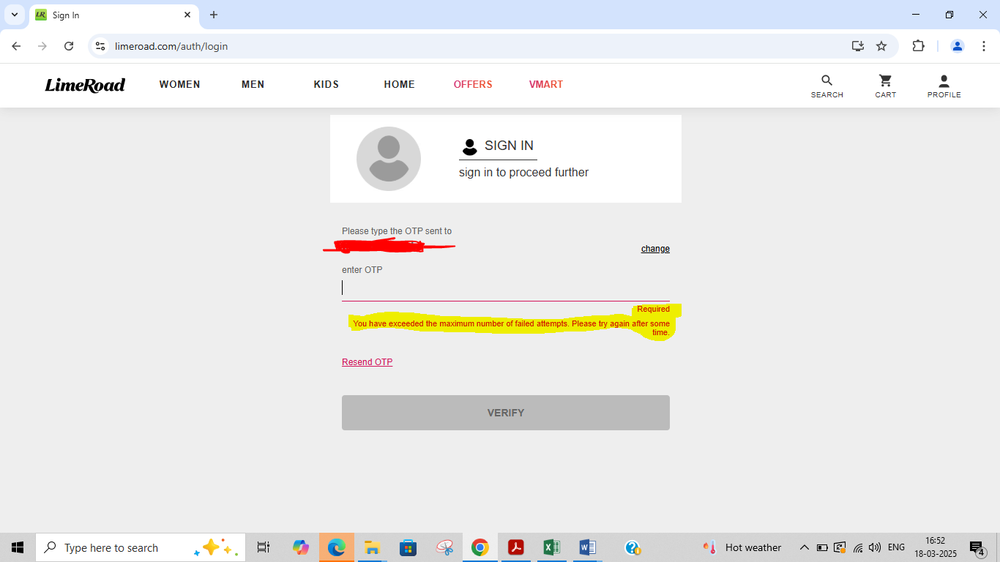 LR Sign In
limeroad.com/auth/login
LimeRoad WOMEN MEN KIDS HOME OFFERS VMART SEARCH CART PROFILE
SIGN IN
sign in to proceed further
Please type the OTP sent to
change
enter OTP
Required
You have exceeded the maximum number of failed attempts. Please try again after some
time.
Resend OTP
VERIFY
Type here to search
Hot weather
ENG
16:52
18-03-2025
4